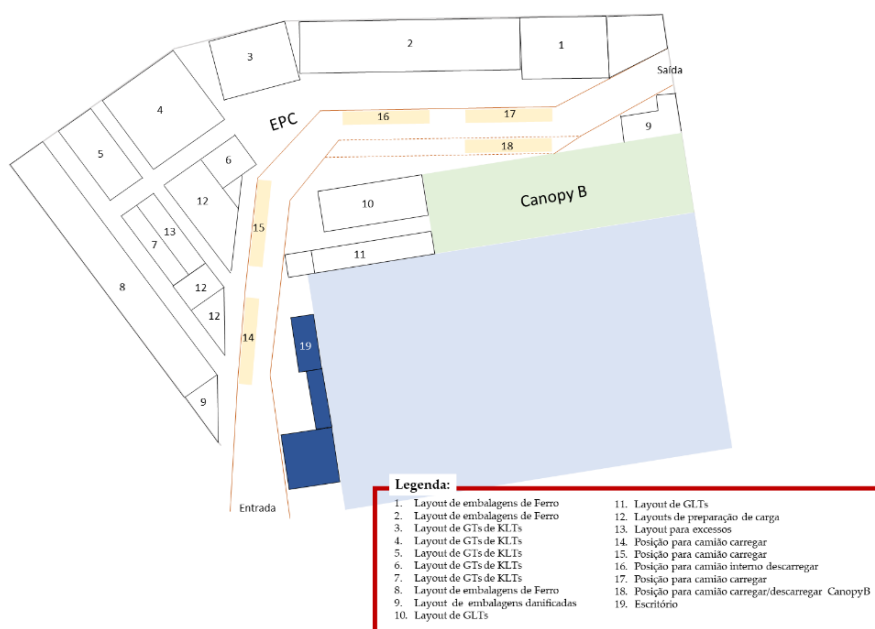 2
1
3
Saída
4
EPC
16
17
9
5
18
6
12
10
Canopy B
15
13
7
11
8
12
12
14
19
9
Entrada
Legenda:
1. Layout de embalagens de Ferro
2. Layout de embalagens de Ferro
3. Layout de GTs de KLTs
4. Layout de GTs de KLTs
5. Layout de GTs de KLTs
6. Layout de GTs de KLTs
7. Layout de GTs de KLTs
8. Layout de embalagens de Ferro
9. Layout de embalagens danificadas
10. Layout de GLTs
11. Layout de GLTs
12. Layouts de preparação de carga
13. Layout para excessos
14. Posição para camião carregar
15. Posição para camião carregar
16. Posição para camião interno descarregar
17. Posição para camião carregar
18. Posição para camião carregar/descarregar CanopyB
19. Escritório